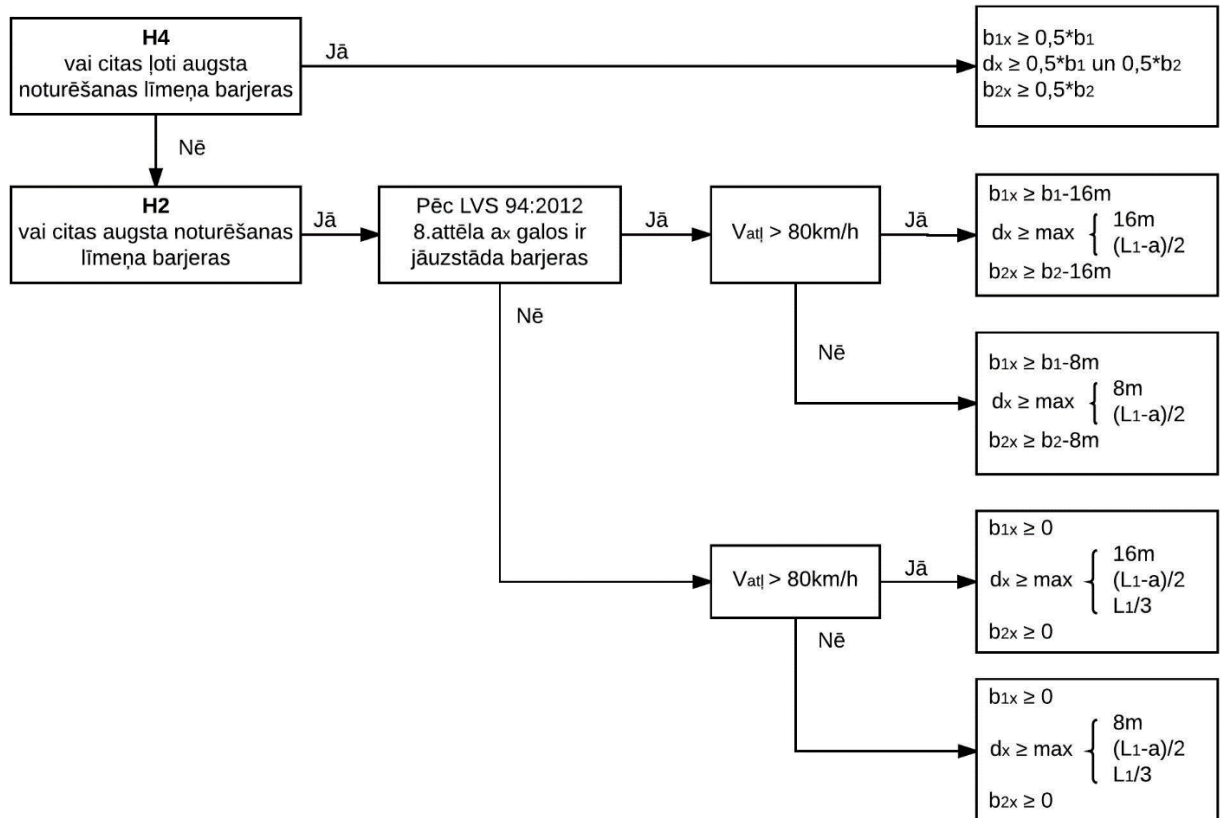 H4
vai citas ļoti augsta
noturēšanas līmeņa barjeras
Jā
b1x ≥ 0,5*b1
dx ≥ 0,5*b1 un 0,5*b2
b2x ≥ 0,5*b2
Nē
H2
vai citas augsta noturēšanas
līmeņa barjeras
Jā
Pēc LVS 94:2012
8.attēla ax galos ir
jāuzstāda barjeras
Jā
Vatļ > 80km/h
Jā
b1x ≥ b1-16m
dx ≥ max { 16m
(L1-a)/2
b2x ≥ b2-16m
Nē
Nē
b1x ≥ b1-8m
dx ≥ max { 8m
(L1-a)/2
b2x ≥ b2-8m
Vatļ > 80km/h
Jā
b1x ≥ 0
dx ≥ max { 16m
(L1-a)/2
L1/3
b2x ≥ 0
Nē
b1x ≥ 0
dx ≥ max { 8m
(L1-a)/2
L1/3
b2x ≥ 0